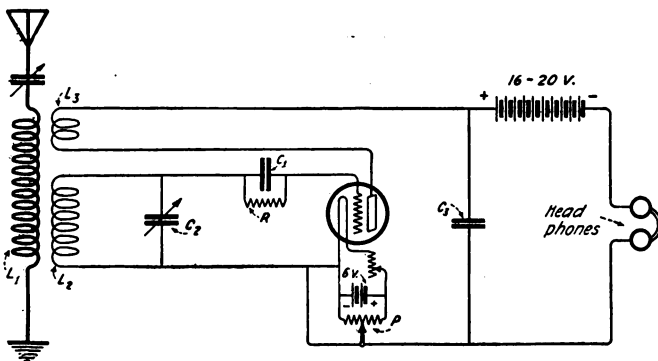 L3
16-20 V.
+ -
C1
R
C2
C3
Head
phones
L1
L2
6 V.
- +
P